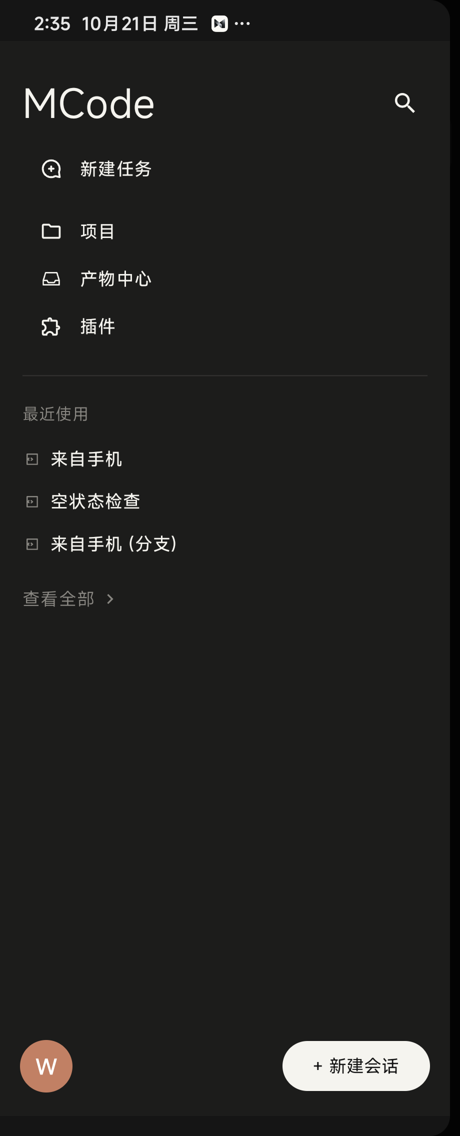 2:35 10月21日 周三 ···
MCode
新建任务
项目
产物中心
插件
最近使用
来自手机
空状态检查
来自手机 (分支)
查看全部 >
W
+ 新建会话